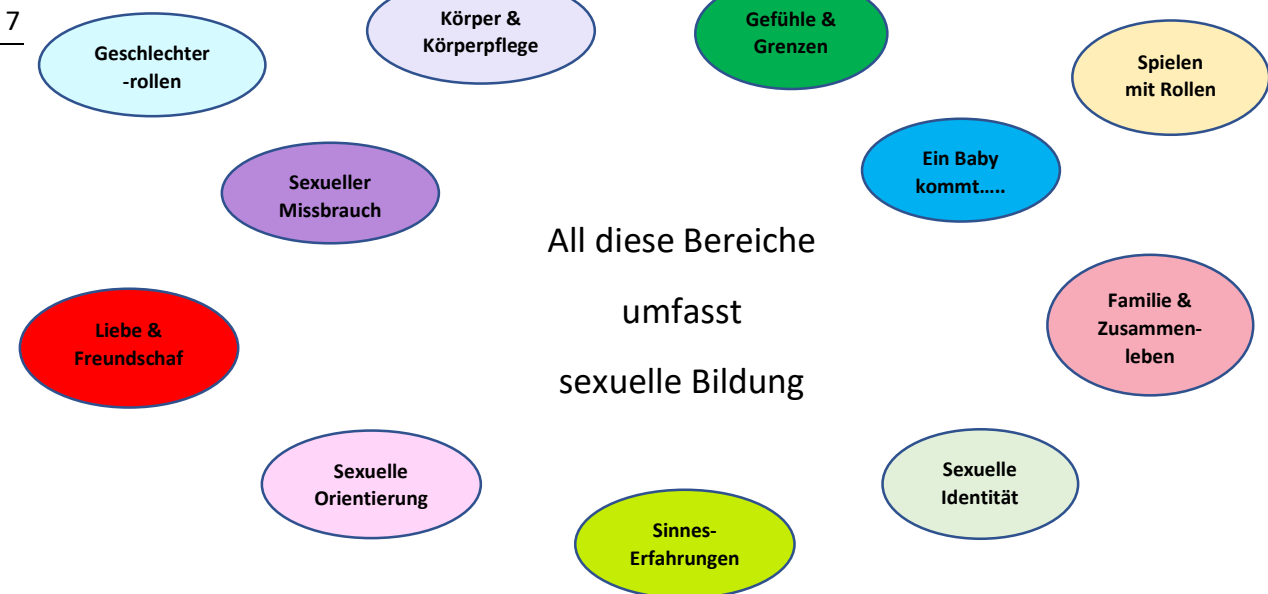 7
Geschlechter
-rollen
Körper &
Körperpflege
Gefühle &
Grenzen
Spielen
mit Rollen
Sexueller
Missbrauch
Ein Baby
kommt.....
All diese Bereiche
umfasst
sexuelle Bildung
Liebe &
Freundschaf
Familie &
Zusammen-
leben
Sexuelle
Orientierung
Sinnes-
Erfahrungen
Sexuelle
Identität